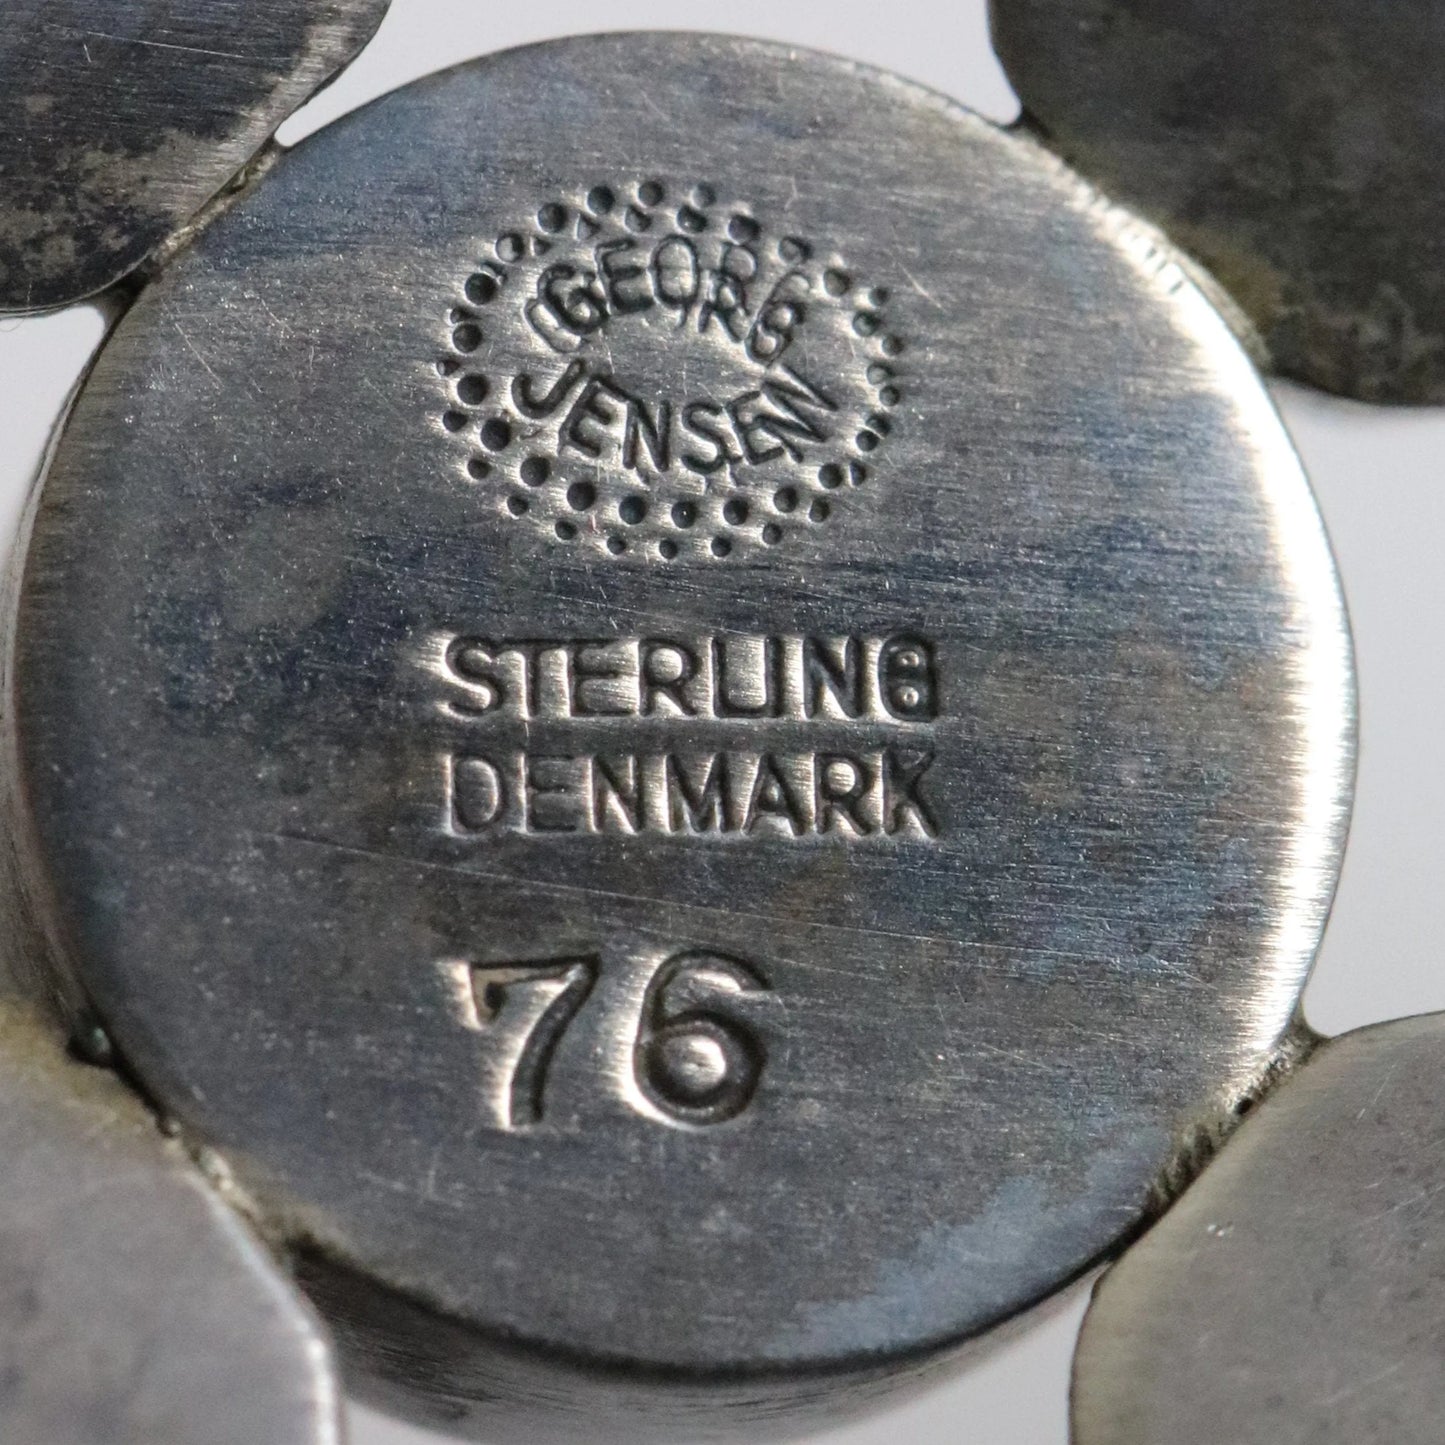 GEORG
JENSEN
STERLING
DENMARK
76